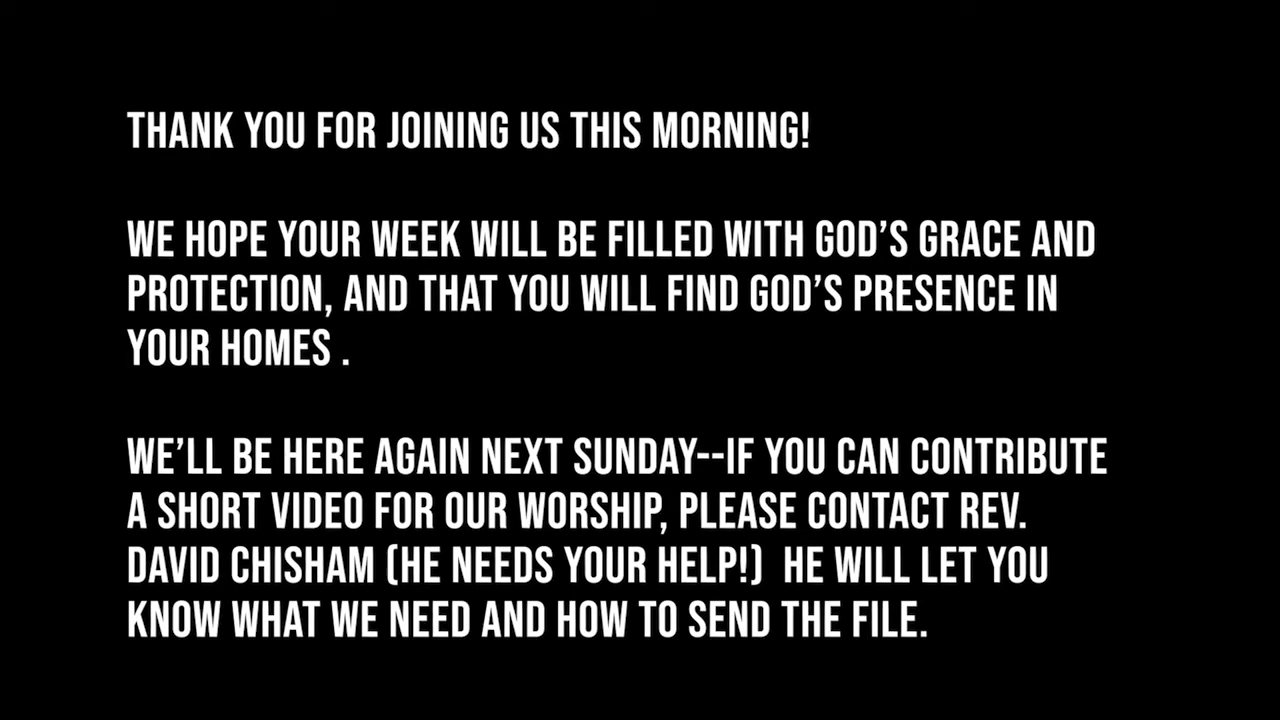 THANK YOU FOR JOINING US THIS MORNING!
WE HOPE YOUR WEEK WILL BE FILLED WITH GOD’S GRACE AND
PROTECTION, AND THAT YOU WILL FIND GOD’S PRESENCE IN
YOUR HOMES .
WE’LL BE HERE AGAIN NEXT SUNDAY--IF YOU CAN CONTRIBUTE
A SHORT VIDEO FOR OUR WORSHIP, PLEASE CONTACT REV.
DAVID CHISHAM (HE NEEDS YOUR HELP!)  HE WILL LET YOU
KNOW WHAT WE NEED AND HOW TO SEND THE FILE.